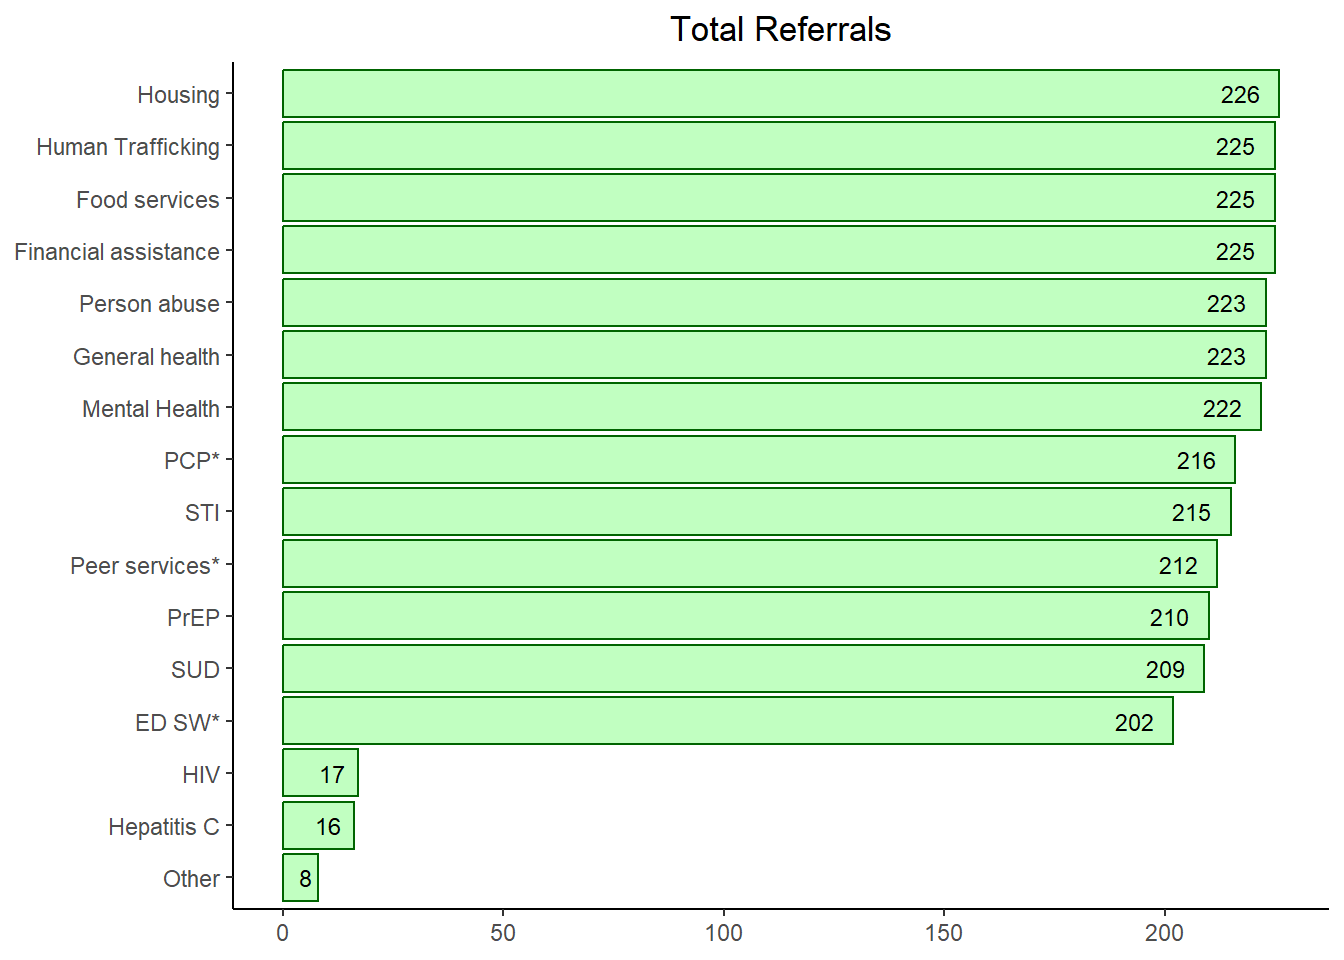 Total Referrals
Housing 226
Human Trafficking 225
Food services 225
Financial assistance 225
Person abuse 223
General health 223
Mental Health 222
PCP* 216
STI 215
Peer services* 212
PrEP 210
SUD 209
ED SW* 202
HIV 17
Hepatitis C 16
Other 8
0 50 100 150 200